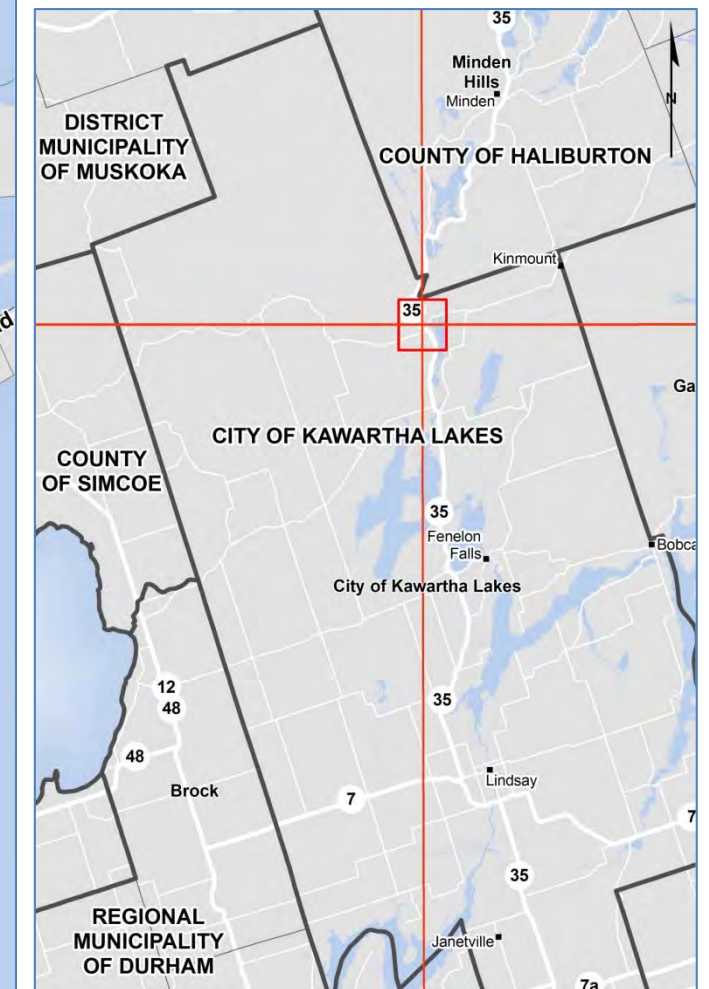 35
Minden
Hills
Minden
N
DISTRICT
MUNICIPALITY
OF MUSKOKA
COUNTY OF HALIBURTON
Kinmount
35
d
Ga
CITY OF KAWARTHA LAKES
COUNTY
OF SIMCOE
35
Fenelon
Falls
Bobca
City of Kawartha Lakes
12
48
35
48
Brock
Lindsay
7
7
35
REGIONAL
MUNICIPALITY
OF DURHAM
Janetville
7a